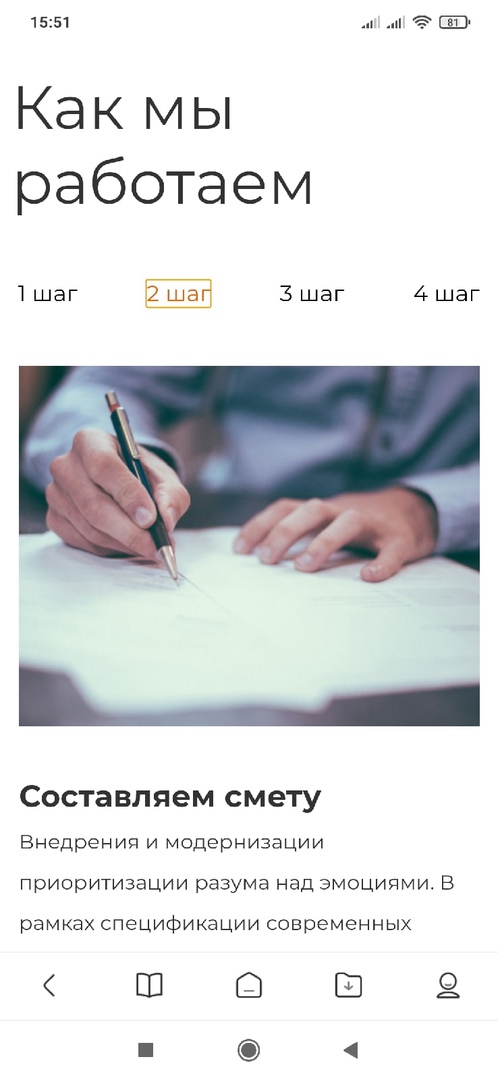 15:51
81
Как мы
работаем
1 шаг 2 шаг 3 шаг 4 шаг
Составляем смету
Внедрения и модернизации
приоритизации разума над эмоциями. В
рамках спецификации современных